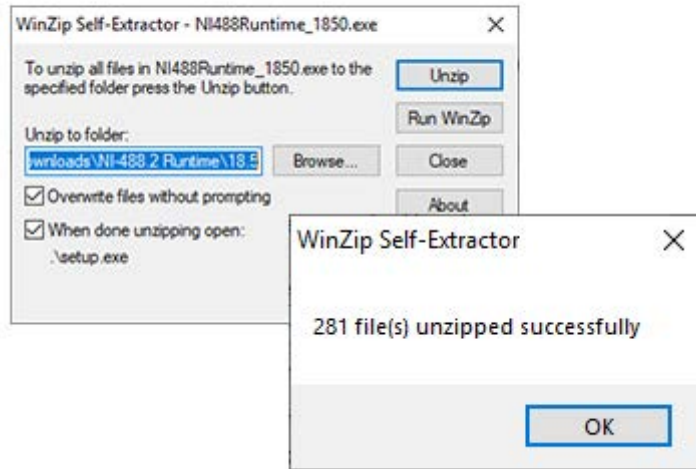 WinZip Self-Extractor - NI488Runtime_1850.exe
To unzip all files in NI488Runtime_1850.exe to the
specified folder press the Unzip button.
Unzip to folder:
ownloads\NI-488.2 Runtime\18.5
Browse...
Overwrite files without prompting
When done unzipping open:
.\setup.exe
Unzip
Run WinZip
Close
About
WinZip Self-Extractor
281 file(s) unzipped successfully
OK